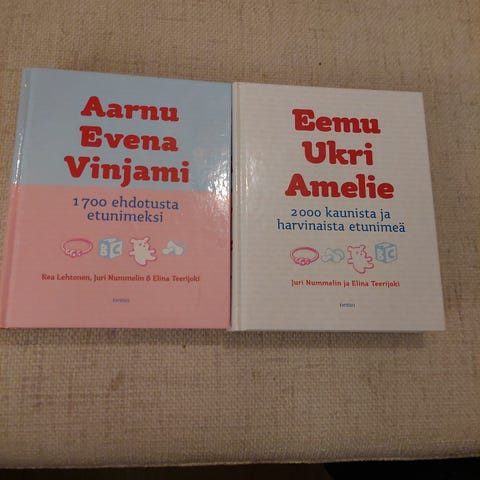 Aarnu
Evena
Vinjami
1700 ehdotusta
etunimeksi
Rea Lehtonen, Juri Nummelin & Elina Teerijoki
Eemu
Ukri
Amelie
2000 kaunista ja
harvinaista etunimeä
Juri Nummelin ja Elina Teerijoki